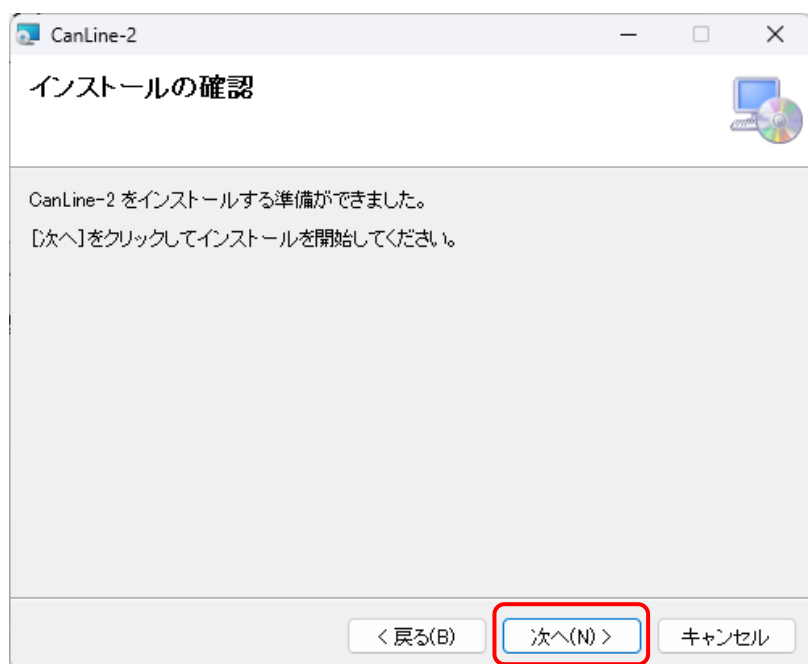 CanLine-2
インストールの確認
CanLine-2 をインストールする準備ができました。
[次へ]をクリックしてインストールを開始してください。
< 戻る(B)
次へ(N) >
キャンセル